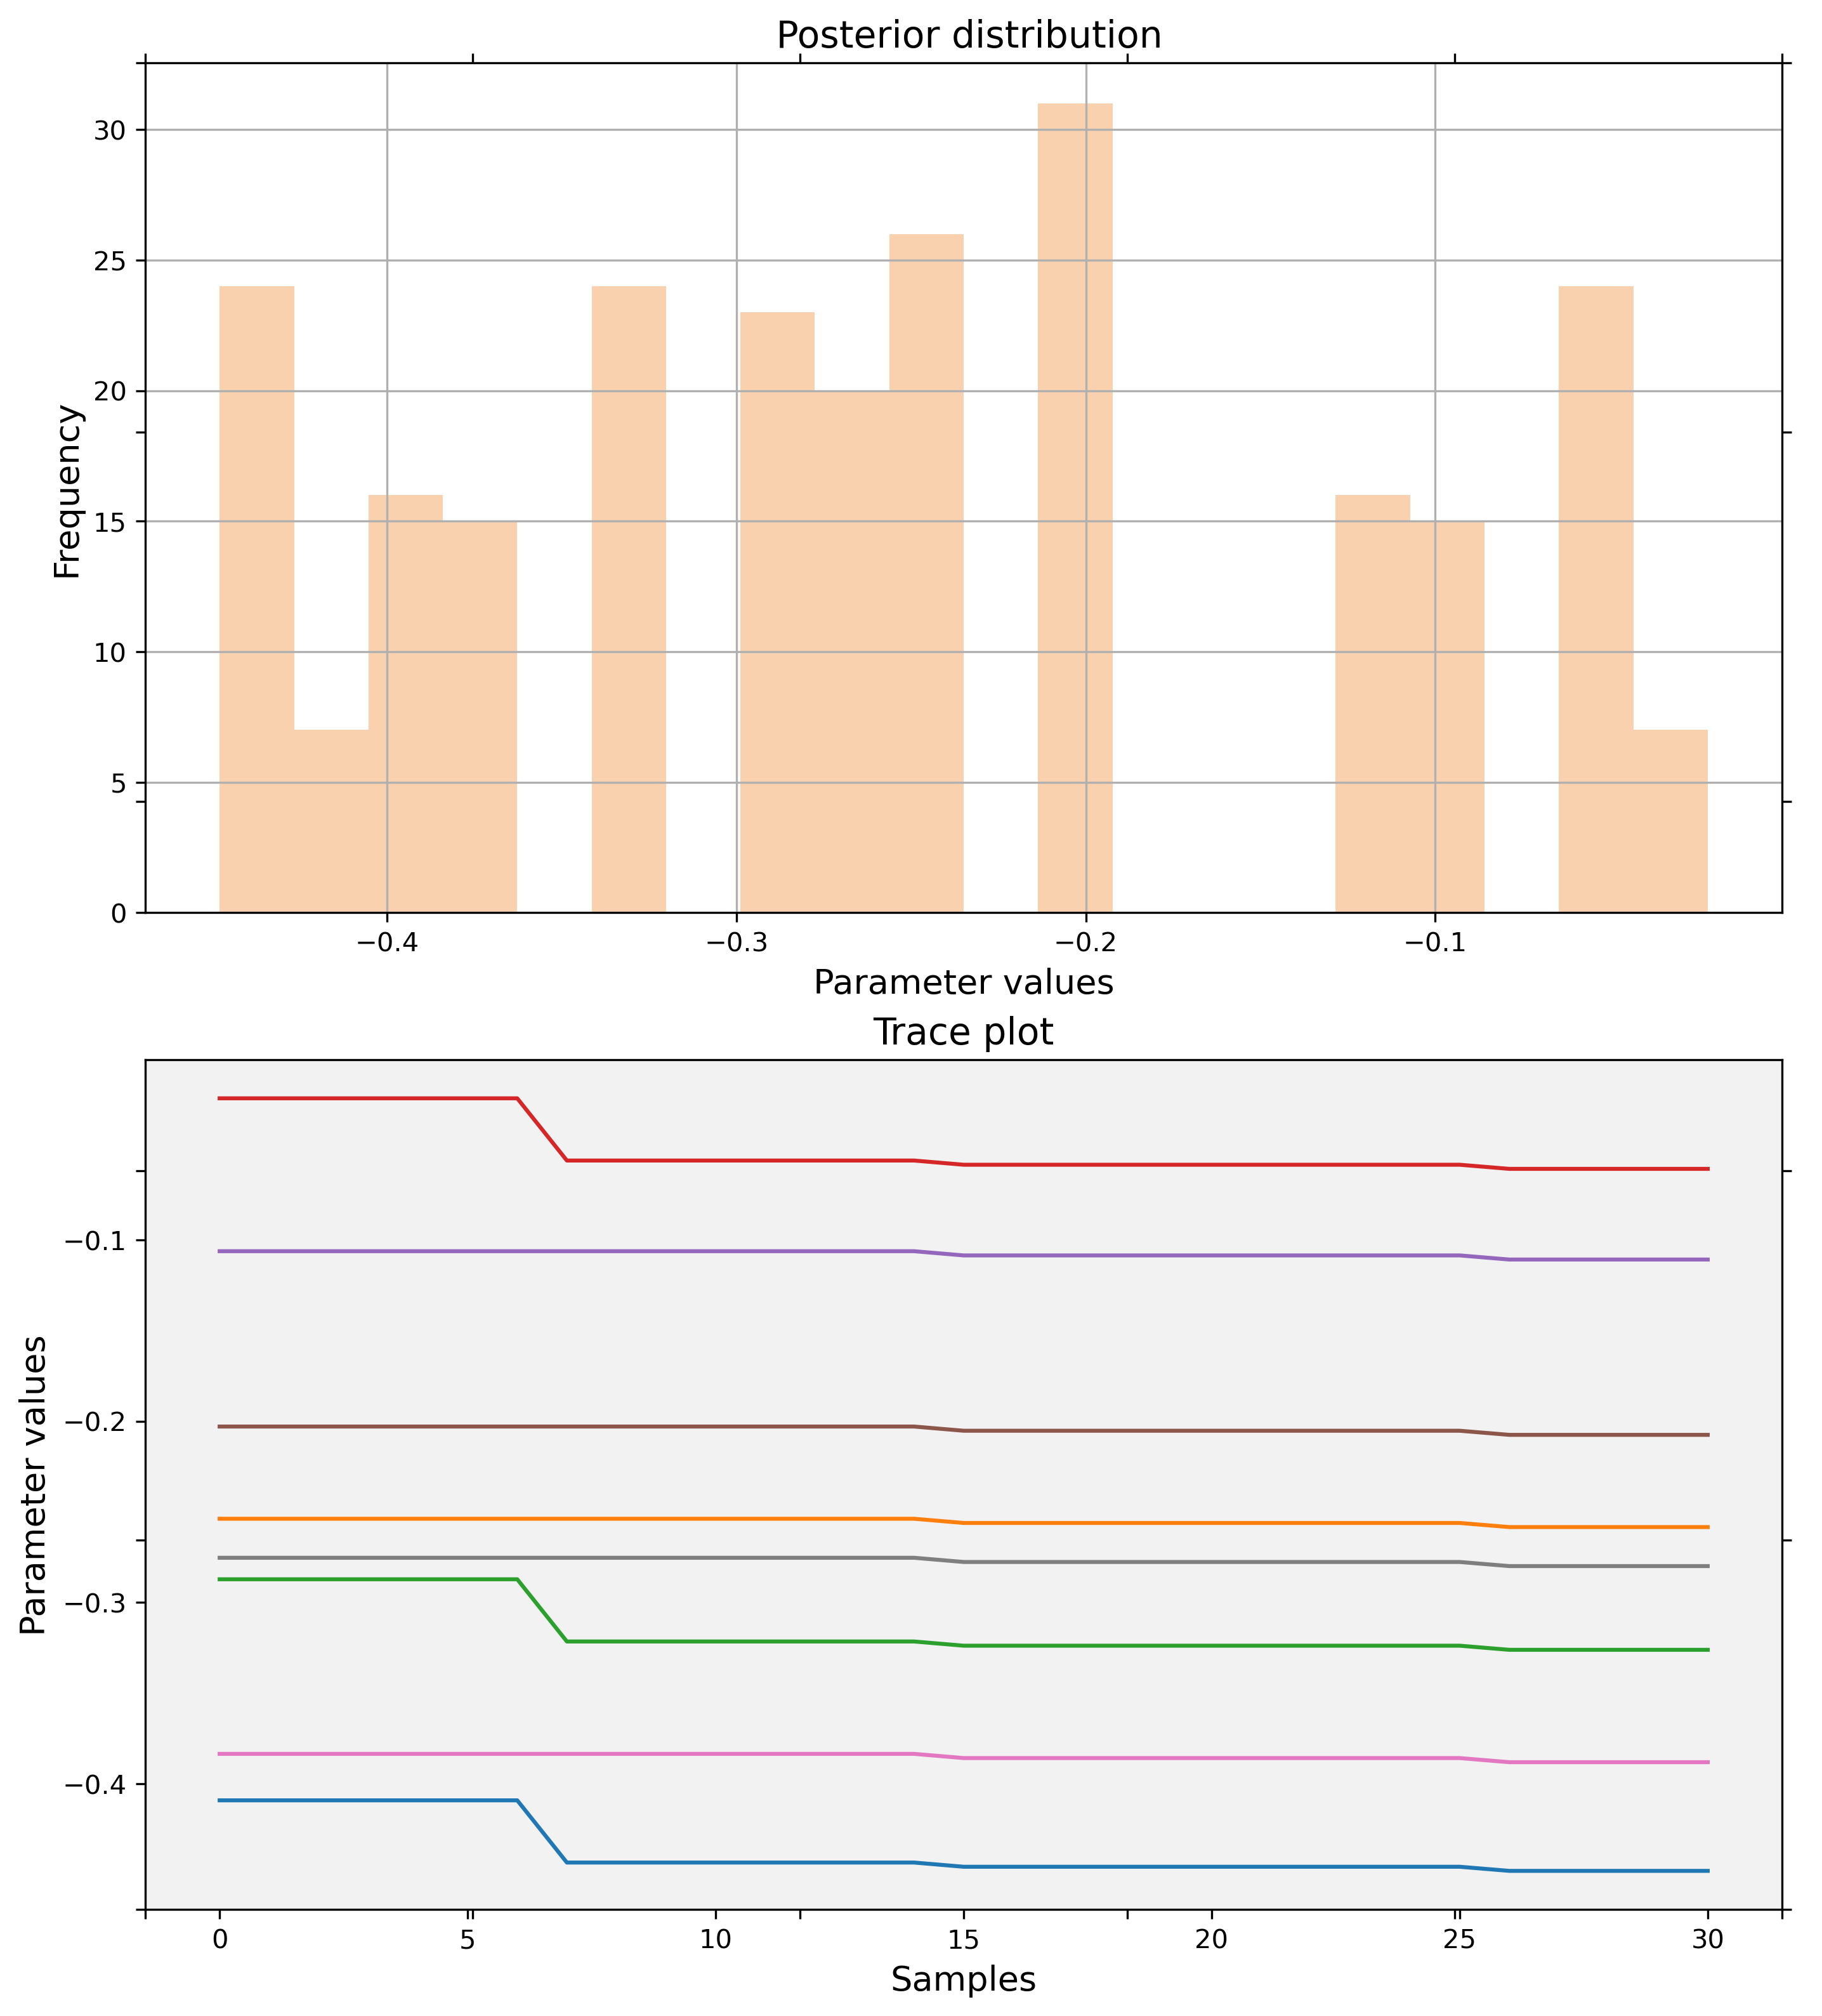 Posterior distribution
30
25
20
15
10
5
0
Frequency
−0.4 −0.3 −0.2 −0.1
Parameter values
Trace plot
−0.1
−0.2
−0.3
−0.4
Parameter values
0 5 10 15 20 25 30
Samples